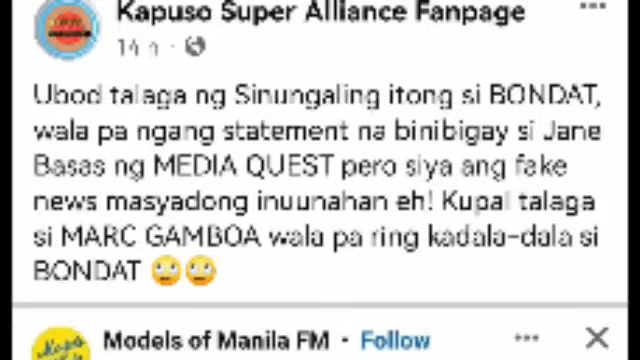 Kapuso Super Alliance Fanpage
Ubod talaga ng Sinungaling itong si BONDAT,
wala pa ngang statement na binibigay si Jane
Basas ng MEDIA QUEST pero siya ang fake
news masyadong inuunahan eh! Kupal talaga
si MARC GAMBOA wala pa ring kadala-dala si
BONDAT 🙄🙄
Models of Manila FM · Follow